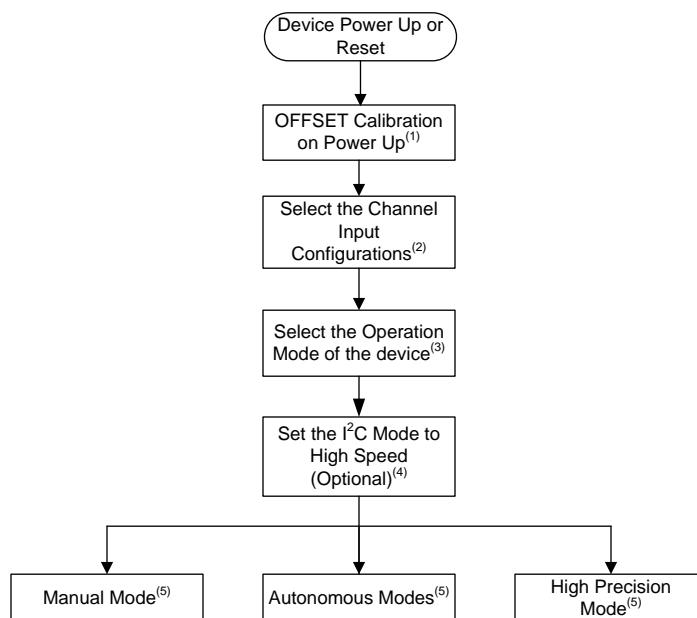 Device Power Up or
Reset
OFFSET Calibration
on Power Up(1)
Select the Channel
Input
Configurations(2)
Select the Operation
Mode of the device(3)
Set the I2C Mode to
High Speed
(Optional)(4)
Manual Mode(5)
Autonomous Modes(5)
High Precision
Mode(5)